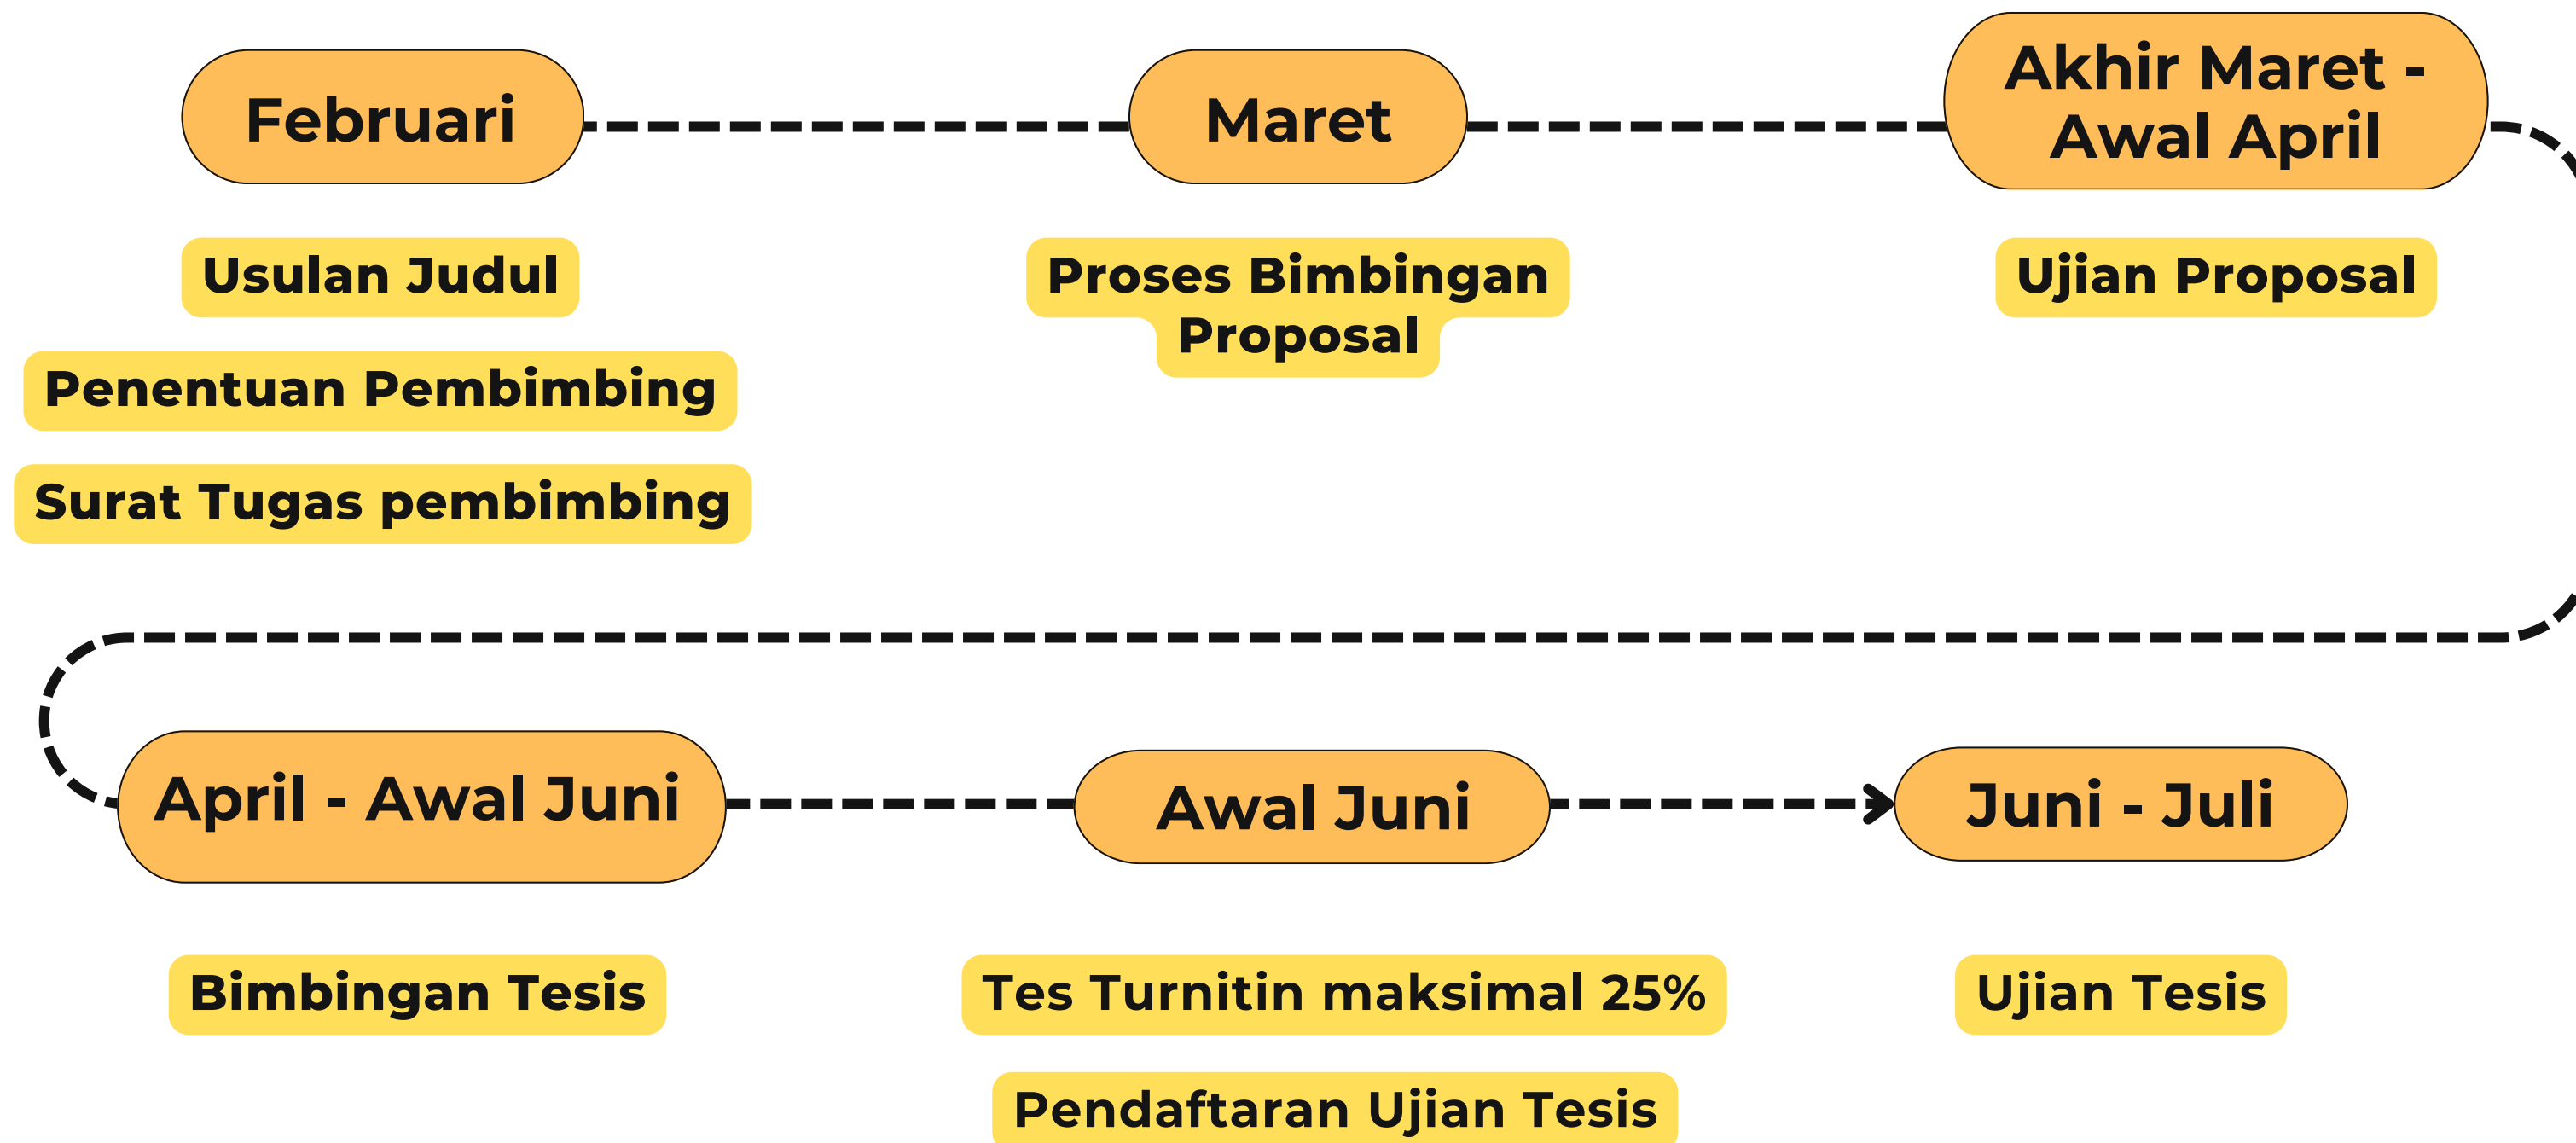 Februari
Maret
Akhir Maret -
Awal April
Usulan Judul
Penentuan Pembimbing
Surat Tugas pembimbing
Proses Bimbingan
Proposal
Ujian Proposal
April - Awal Juni
Awal Juni
Juni - Juli
Bimbingan Tesis
Tes Turnitin maksimal 25%
Pendaftaran Ujian Tesis
Ujian Tesis